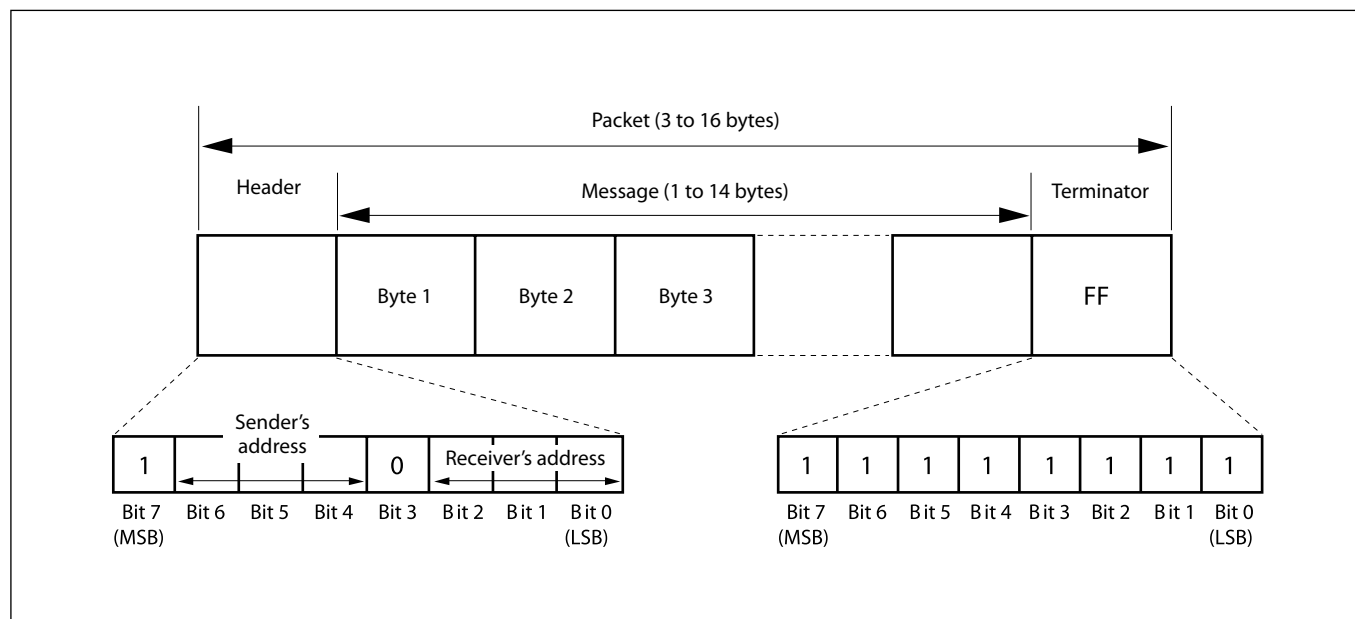 Packet (3 to 16 bytes)
Header
Message (1 to 14 bytes)
Terminator
Byte 1
Byte 2
Byte 3
FF
Sender's
address
1
0
Receiver's address
Bit 7
(MSB)
Bit 6
Bit 5
Bit 4
Bit 3
Bit 2
Bit 1
Bit 0
(LSB)
1 1 1 1 1 1 1 1
Bit 7
(MSB)
Bit 6
Bit 5
Bit 4
Bit 3
Bit 2
Bit 1
Bit 0
(LSB)